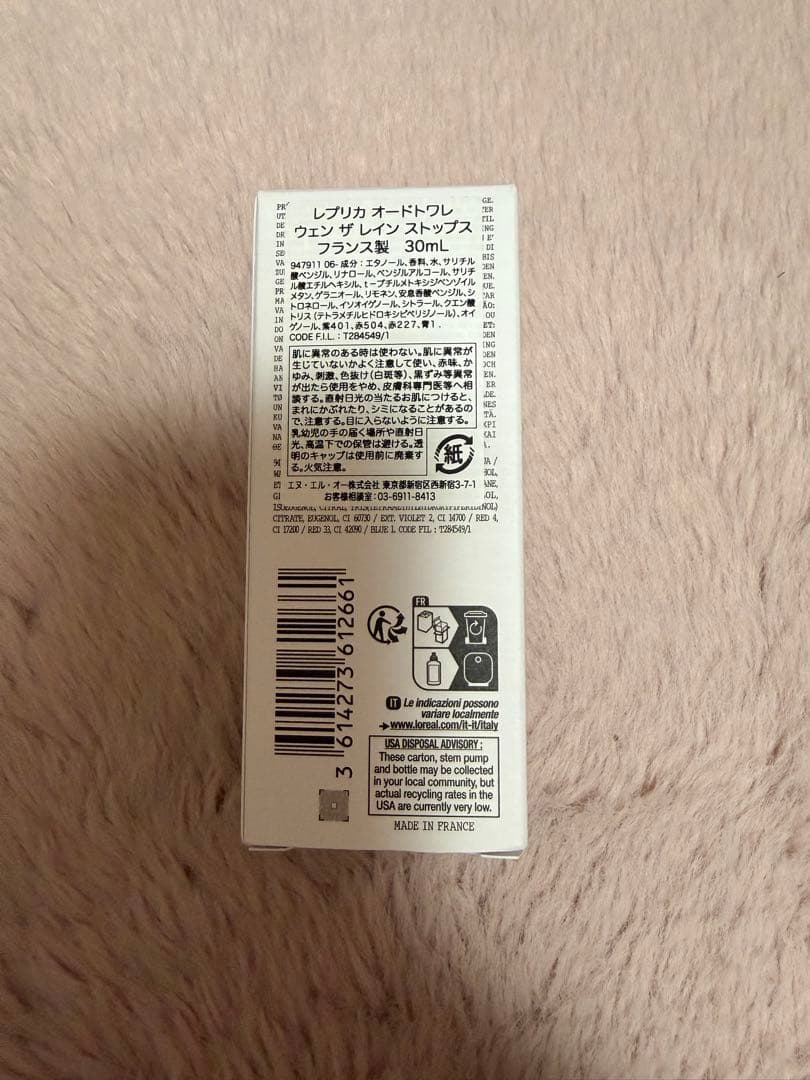 レプリカ オードトワレ
ウェン ザ レイン ストップス
フランス製 30mL
947911 06- 成分：エタノール、香料、水、サリチル
酸ベンジル、リナロール、ベンジルアルコール、サリチ
ル酸エチルヘキシル、t-ブチルメトキシジベンゾイル
メタン、ゲラニオール、リモネン、安息香酸ベンジル、シ
トロネロール、イソオイゲノール、シトラール、クエン酸
トリス（テトラメチルヒドロキシピペリジノール）、オイ
ゲノール、紫401、赤504、赤227、青1 .
CODE F.I.L. : T284549/1
肌に異常のある時は使わない。肌に異常が
生じていないかよく注意して使い、赤味、か
かゆみ、刺激、色抜け（白斑等）、黒ずみ等異常
が出たら使用をやめ、皮膚科専門医等へ相
談する。直射日光の当たるお肌につけると、
まれにかぶれたり、シミになることがあるの
で、注意する。目に入らないように注意する。
乳幼児の手の届く場所や直射日
光、高温下での保管は避ける。透
明のキャップは使用前に廃棄す
る。火気注意。
紙
エヌ・エル・オー株式会社 東京都新宿区西新宿3-7-1
お客様相談室：03-6911-8413
CITRATE, EUGENOL, CI 60730 / EXT. VIOLET 2, CI 14700 / RED 4,
CI 17200 / RED 33, CI 42090 / BLUE 1. CODE FIL : T284549/1
3 614273 612661
FR
IT Le indicazioni possono
variare localmente
www.loreal.com/it-it/italy
USA DISPOSAL ADVISORY :
These carton, stem pump
and bottle may be collected
in your local community, but
actual recycling rates in the
USA are currently very low.
MADE IN FRANCE